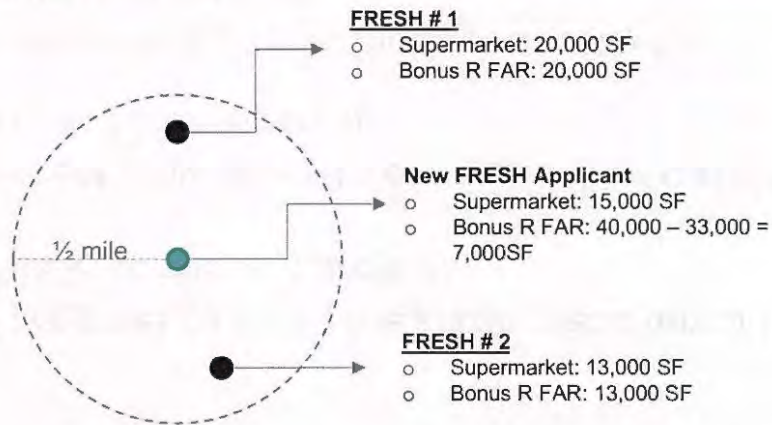 FRESH # 1
o Supermarket: 20,000 SF
o Bonus R FAR: 20,000 SF
New FRESH Applicant
o Supermarket: 15,000 SF
o Bonus R FAR: 40,000 – 33,000 =
7,000SF
½ mile
FRESH # 2
o Supermarket: 13,000 SF
o Bonus R FAR: 13,000 SF